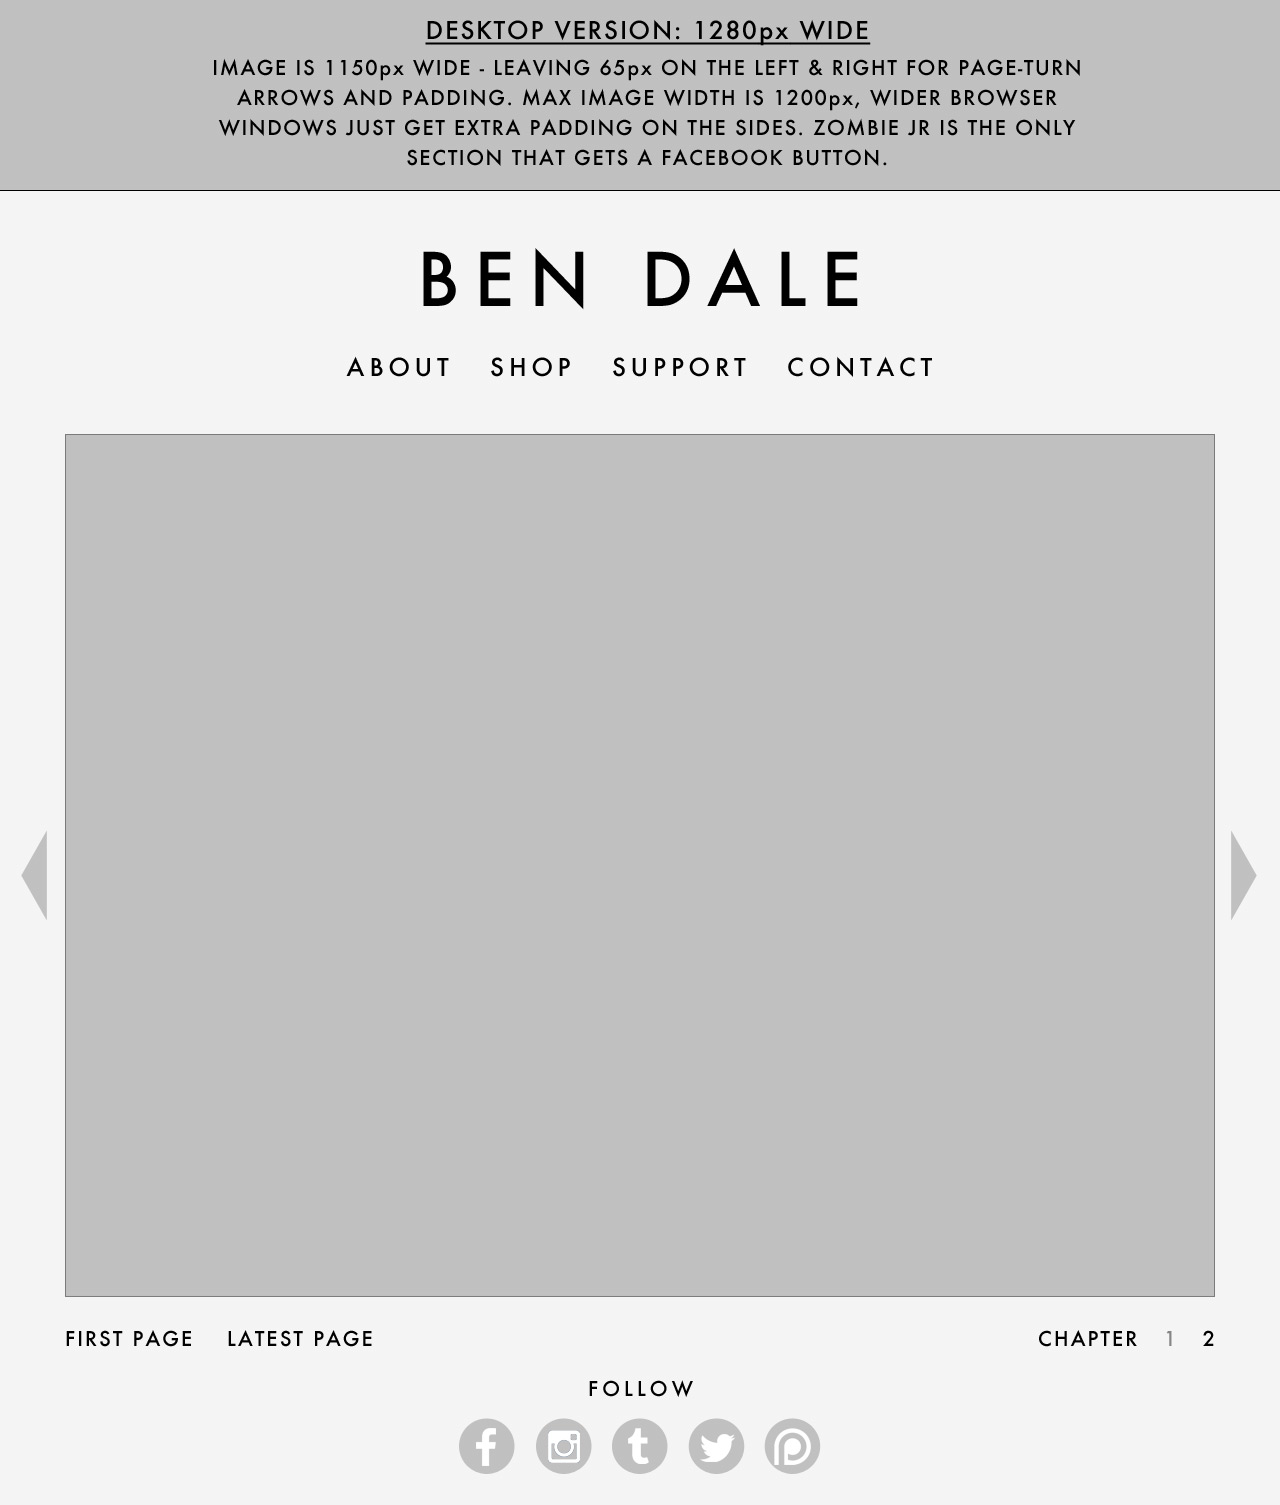 DESKTOP VERSION: 1280px WIDE
IMAGE IS 1150px WIDE - LEAVING 65px ON THE LEFT & RIGHT FOR PAGE-TURN
ARROWS AND PADDING. MAX IMAGE WIDTH IS 1200px, WIDER BROWSER
WINDOWS JUST GET EXTRA PADDING ON THE SIDES. ZOMBIE JR IS THE ONLY
SECTION THAT GETS A FACEBOOK BUTTON.
BEN DALE
ABOUT SHOP SUPPORT CONTACT
FIRST PAGE LATEST PAGE CHAPTER 1 2
FOLLOW